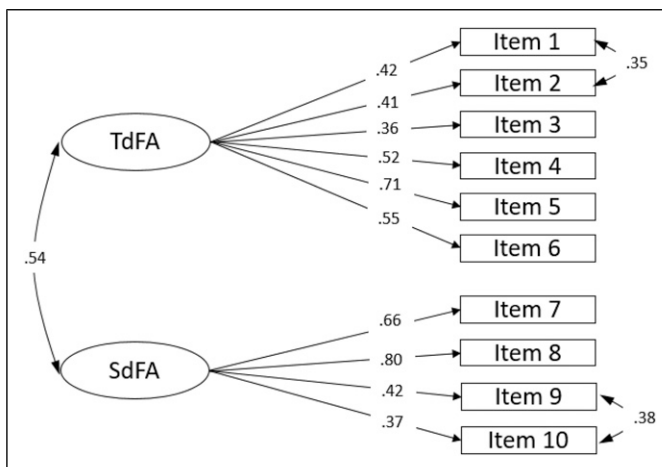 Item 1
.42
.35
Item 2
.41
Item 3
.36
TdFA
Item 4
.52
.71
Item 5
.55
Item 6
.54
Item 7
.66
Item 8
.80
SdFA
Item 9
.42
.38
.37
Item 10